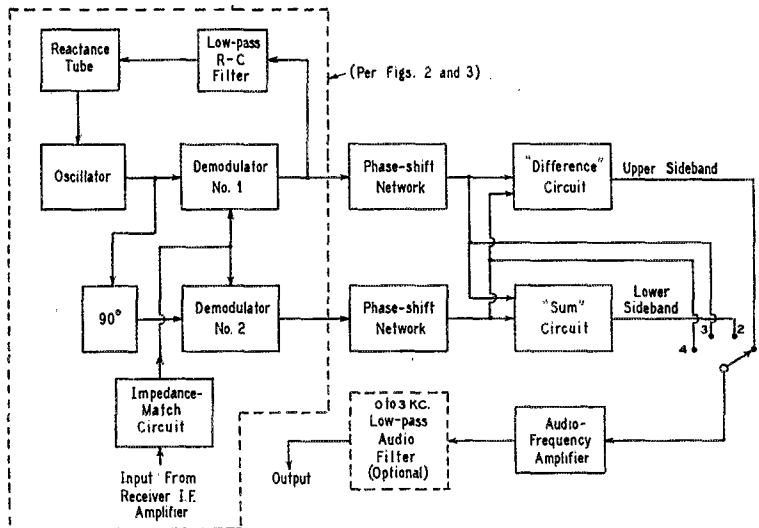 Reactance
Tube
Low-pass
R-C
Filter
(Per Figs. 2 and 3)
Oscillator
Demodulator
No. 1
Phase-shift
Network
"Difference"
Circuit
Upper Sideband
90°
Demodulator
No. 2
Phase-shift
Network
"Sum"
Circuit
Lower
Sideband
4
3
2
Impedance-
Match
Circuit
Input From
Receiver I.F.
Amplifier
Output
0 to 3 KC.
Low-pass
Audio
Filter
(Optional)
Audio-
Frequency
Amplifier